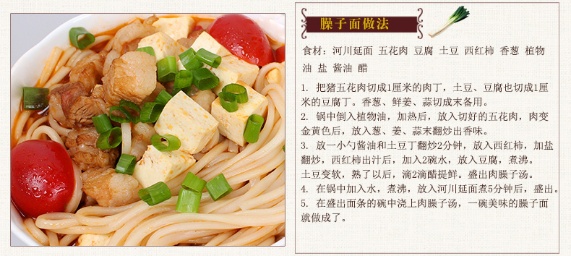 臊子面做法
食材：河川延面 五花肉 豆腐 土豆 西红柿 香葱 植物
油 盐 酱油 醋
1. 把猪五花肉切成1厘米的肉丁，土豆、豆腐也切成1厘
米的豆腐丁。香葱、鲜姜、蒜切成末备用。
2. 锅中倒入植物油，加热后，放入切好的五花肉，肉变
金黄色后，放入葱、姜、蒜末翻炒出香味。
3. 放一小勺酱油和土豆丁翻炒2分钟，放入西红柿，加盐
翻炒，西红柿出汁后，加入2碗水，放入豆腐，煮沸。
土豆变软，熟了以后，滴2滴醋提鲜，盛出肉臊子汤。
4. 在锅中加入水，煮沸，放入河川延面煮5分钟后，盛出。
5. 在盛出面条的碗中浇上肉臊子汤，一碗美味的臊子面
就做成了。